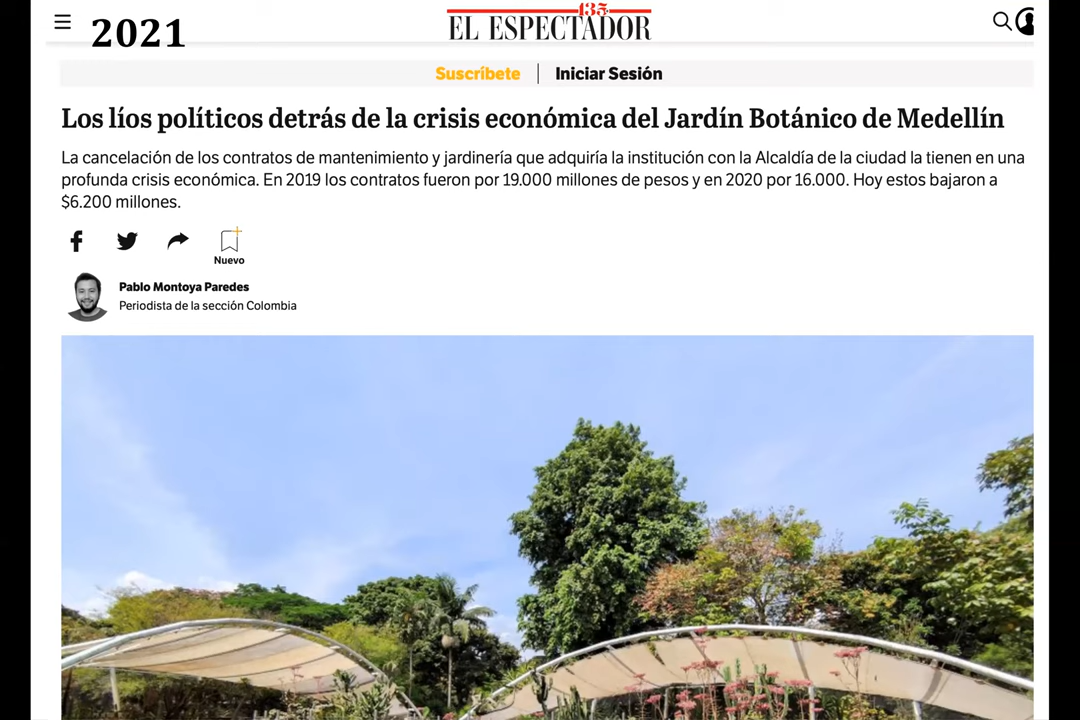 2021
135 a
EL ESPECTADOR
Suscríbete
Iniciar Sesión
Los líos políticos detrás de la crisis económica del Jardín Botánico de Medellín
La cancelación de los contratos de mantenimiento y jardinería que adquiría la institución con la Alcaldía de la ciudad la tienen en una
profunda crisis económica. En 2019 los contratos fueron por 19.000 millones de pesos y en 2020 por 16.000. Hoy estos bajaron a
$6.200 millones.
Nuevo
Pablo Montoya Paredes
Periodista de la sección Colombia